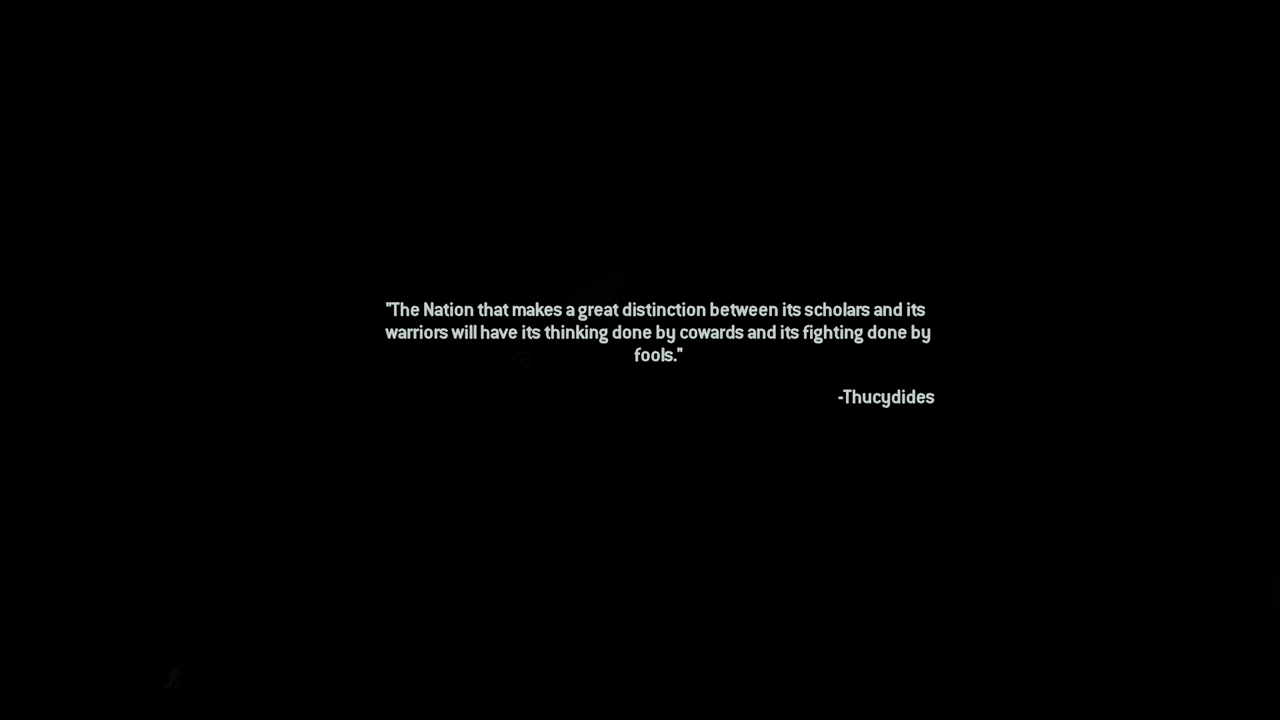 "The Nation that makes a great distinction between its scholars and its
warriors will have its thinking done by cowards and its fighting done by
fools."
-Thucydides